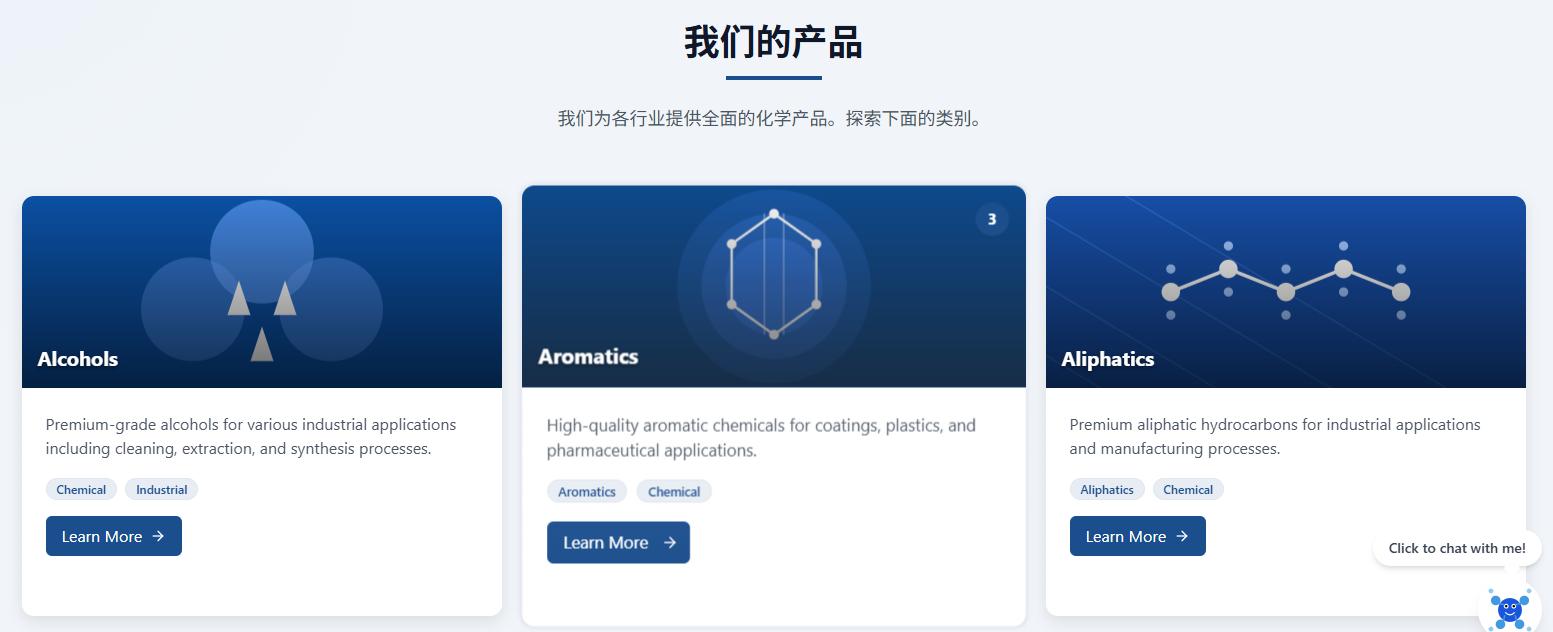 我们的产品
我们为各行业提供全面的化学产品。探索下面的类别。
Alcohols
Premium-grade alcohols for various industrial applications
including cleaning, extraction, and synthesis processes.
Chemical
Industrial
Learn More →
3
Aromatics
High-quality aromatic chemicals for coatings, plastics, and
pharmaceutical applications.
Aromatics
Chemical
Learn More →
Aliphatics
Premium aliphatic hydrocarbons for industrial applications
and manufacturing processes.
Aliphatics
Chemical
Learn More →
Click to chat with me!